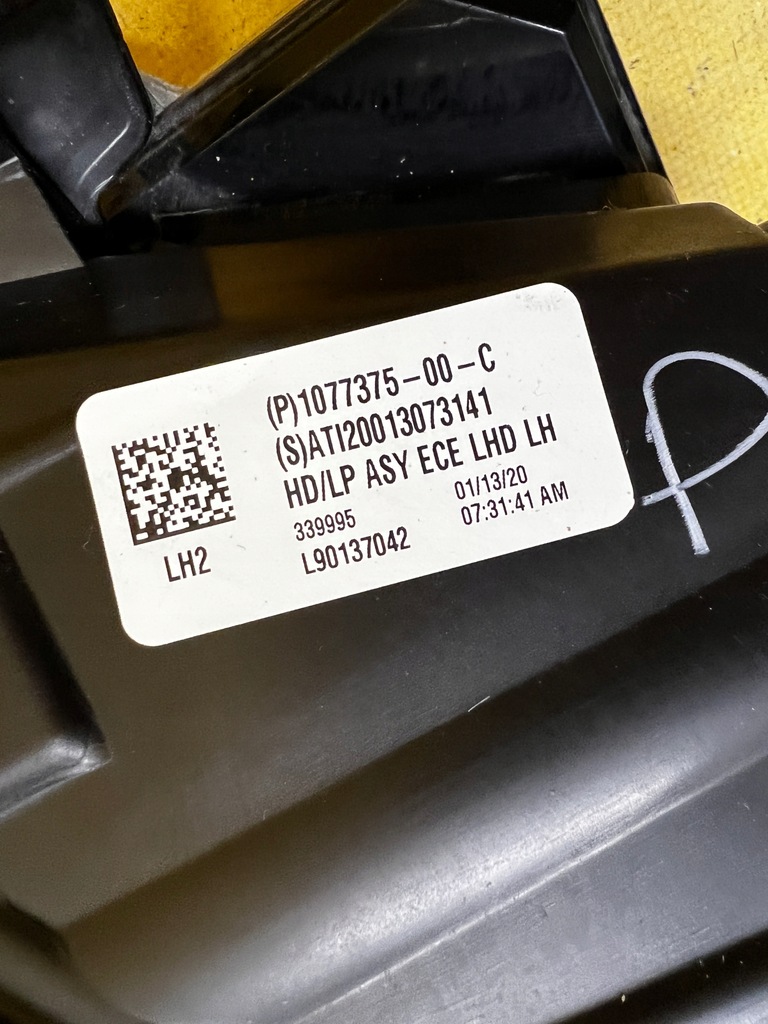 (P)1077375-00-C
(S)ATI20013073141
HD/LP ASY ECE LHD LH
339995 01/13/20
L90137042 07:31:41 AM
LH2
P